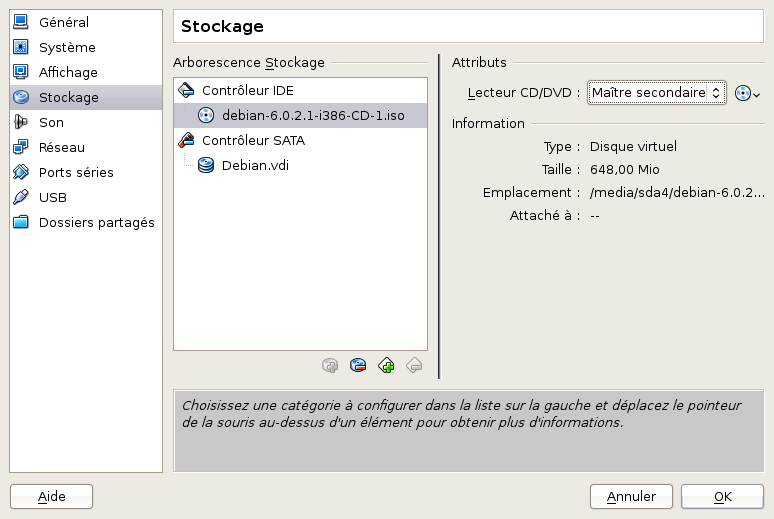 Général
Système
Affichage
Stockage
Son
Réseau
Ports séries
USB
Dossiers partagés
Stockage
Arborescence Stockage
Contrôleur IDE
debian-6.0.2.1-i386-CD-1.iso
Contrôleur SATA
Debian.vdi
Attributs
Lecteur CD/DVD : Maître secondaire
Information
Type : Disque virtuel
Taille : 648,00 Mio
Emplacement : /media/sda4/debian-6.0.2...
Attaché à : --
Choisissez une catégorie à configurer dans la liste sur la gauche et déplacez le pointeur
de la souris au-dessus d'un élément pour obtenir plus d'informations.
Aide
Annuler
OK